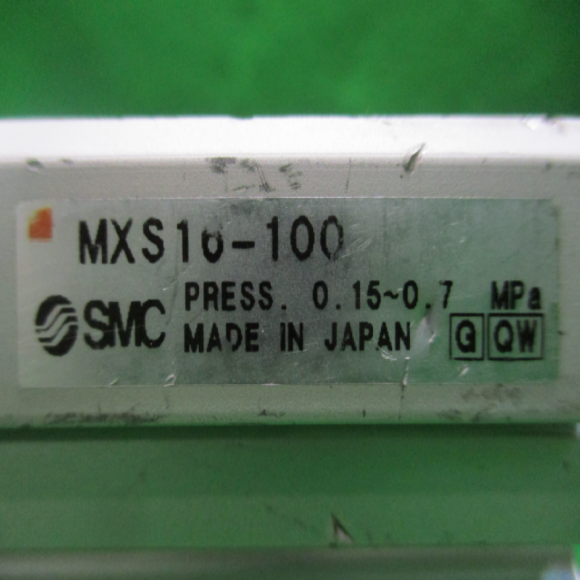 MXS16-100
SMC PRESS. 0.15~0.7 MPa
MADE IN JAPAN G QW